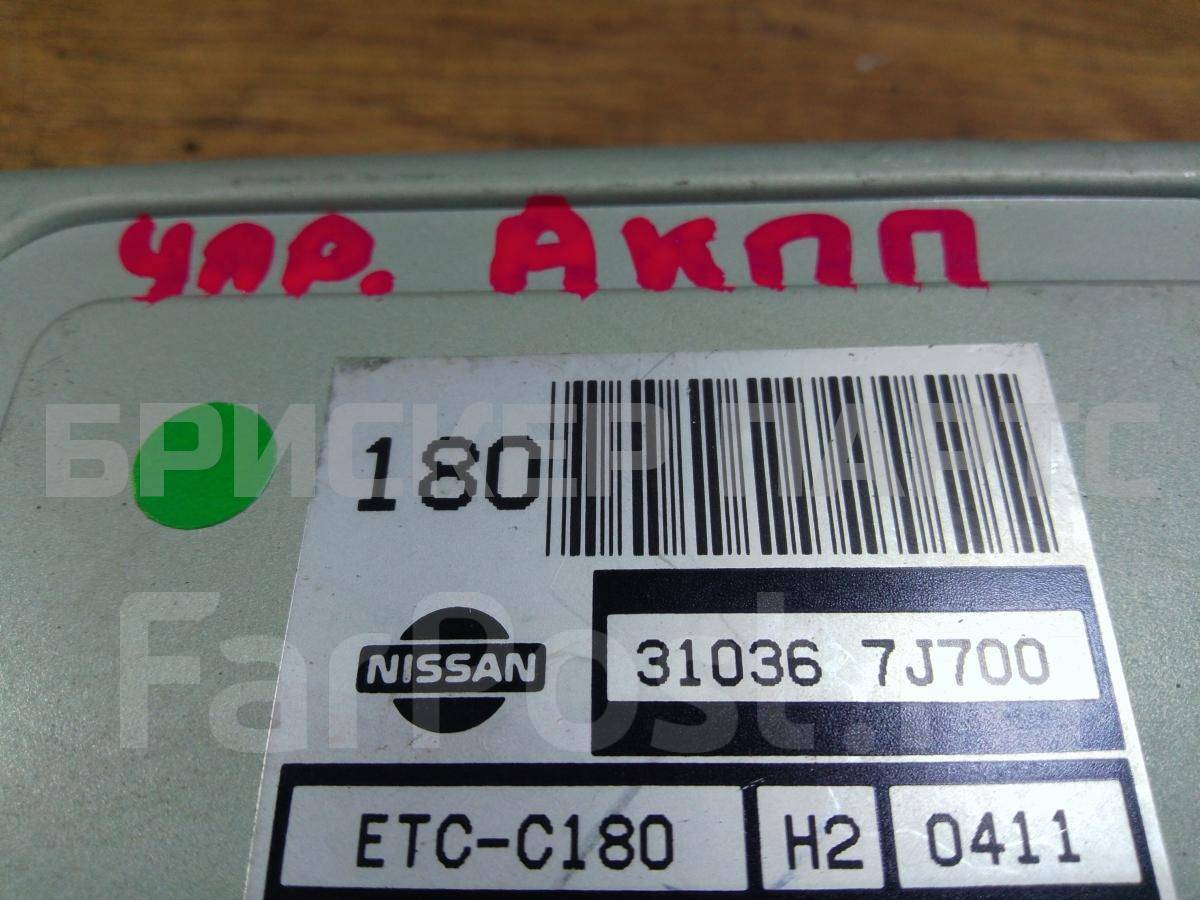 упр. АКПП
180
БРИСКЕР ПАРТС
NISSAN
31036 7J700
FarPost.ru
ETC-C180 H2 0411